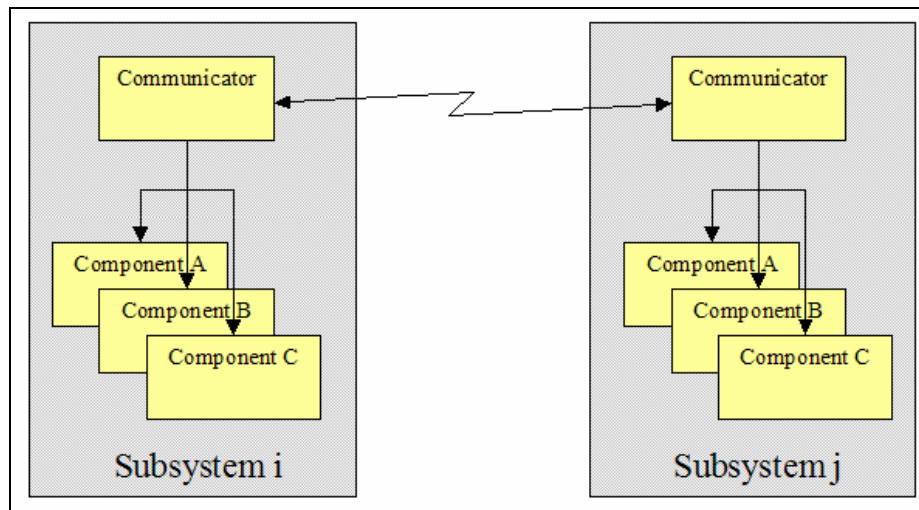 Communicator
Component A
Component B
Component C
Subsystem i
Communicator
Component A
Component B
Component C
Subsystem j